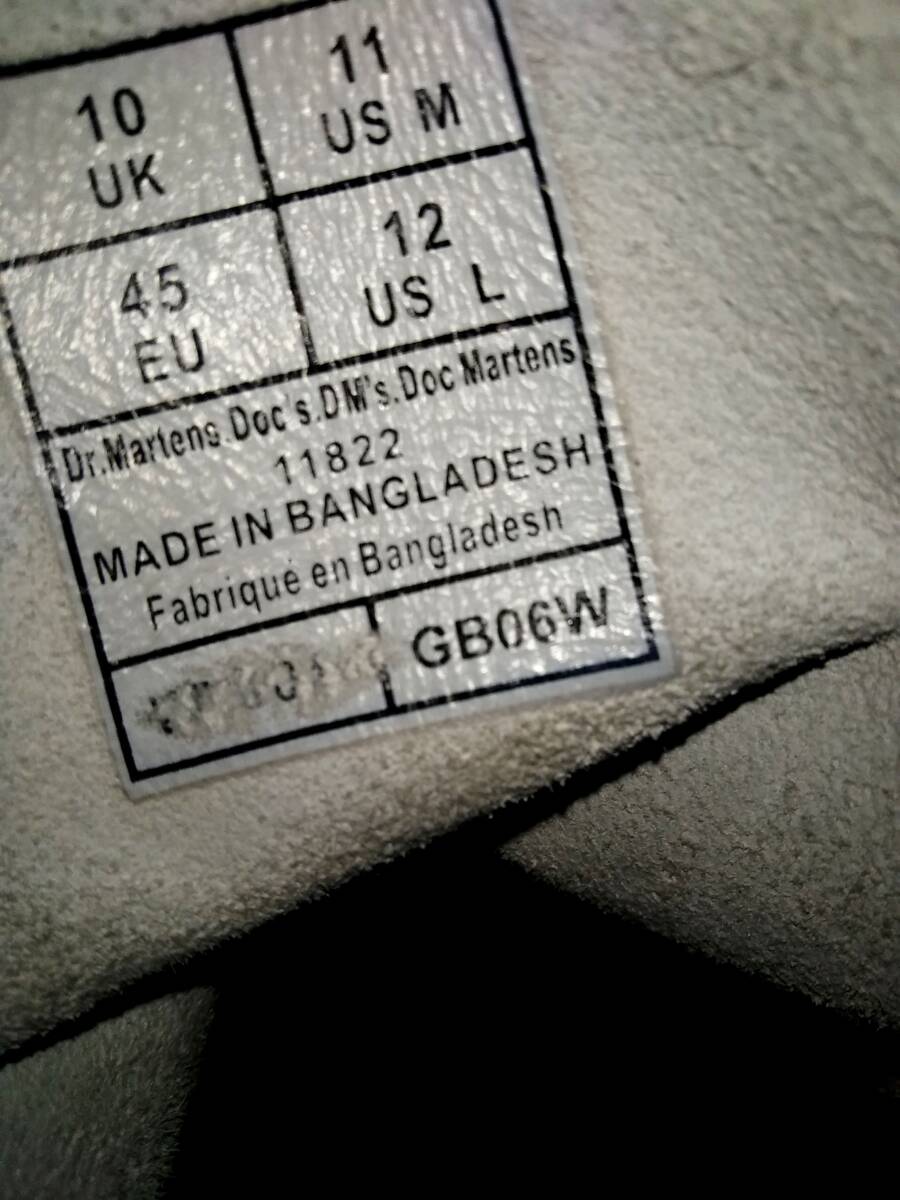 10
UK
11
US M
45
EU
12
US L
Dr.Martens.Doc's.DM's.Doc Martens
11822
MADE IN BANGLADESH
Fabriqué en Bangladesh
GB06W